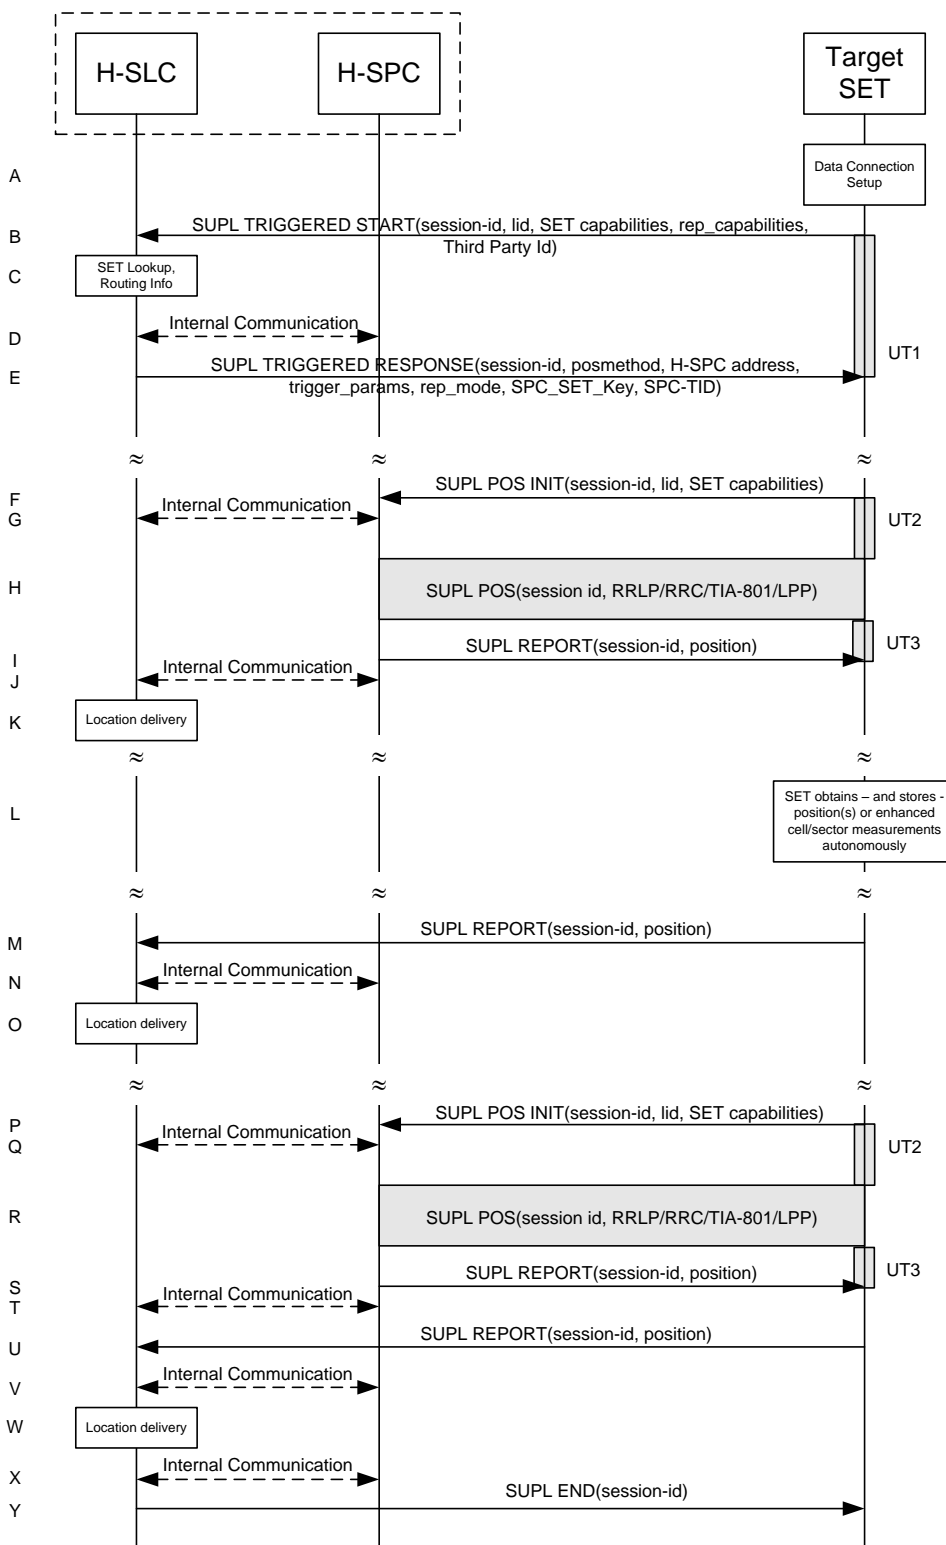 H-SLC
H-SPC
Target
SET
A
Data Connection
Setup
B
SUPL TRIGGERED START(session-id, lid, SET capabilities, rep_capabilities,
Third Party Id)
C
SET Lookup,
Routing Info
D
Internal Communication
UT1
E
SUPL TRIGGERED RESPONSE(session-id, posmethod, H-SPC address,
trigger_params, rep_mode, SPC_SET_Key, SPC-TID)
≈ ≈ ≈
F
SUPL POS INIT(session-id, lid, SET capabilities)
G
Internal Communication
UT2
H
SUPL POS(session id, RRLP/RRC/TIA-801/LPP)
UT3
I
SUPL REPORT(session-id, position)
J
Internal Communication
K
Location delivery
≈ ≈ ≈
L
SET obtains – and stores -
position(s) or enhanced
cell/sector measurements
autonomously
≈ ≈ ≈
M
SUPL REPORT(session-id, position)
N
Internal Communication
O
Location delivery
≈ ≈ ≈
P
SUPL POS INIT(session-id, lid, SET capabilities)
Q
Internal Communication
UT2
R
SUPL POS(session id, RRLP/RRC/TIA-801/LPP)
UT3
S
SUPL REPORT(session-id, position)
T
Internal Communication
U
SUPL REPORT(session-id, position)
V
Internal Communication
W
Location delivery
X
Internal Communication
Y
SUPL END(session-id)